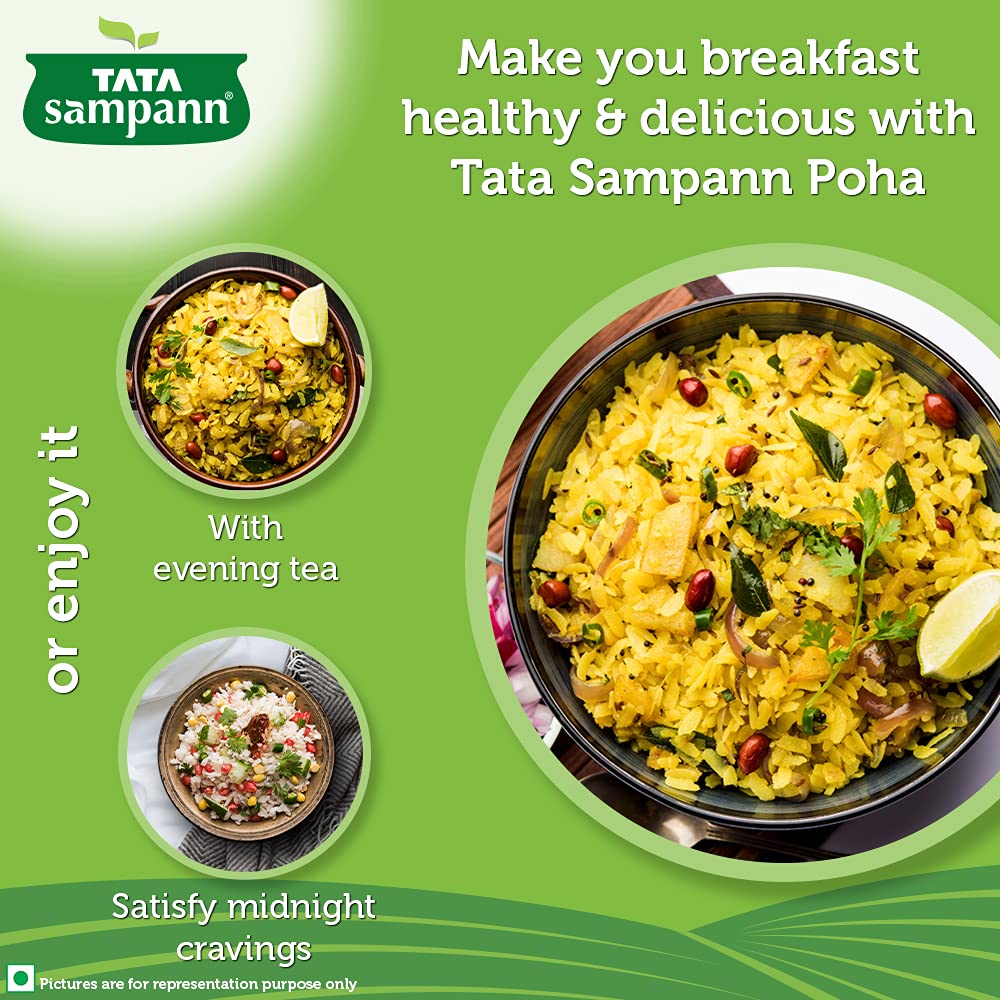 TATA
sampann®
Make you breakfast
healthy & delicious with
Tata Sampann Poha
or enjoy it
With
evening tea
Satisfy midnight
cravings
Pictures are for representation purpose only